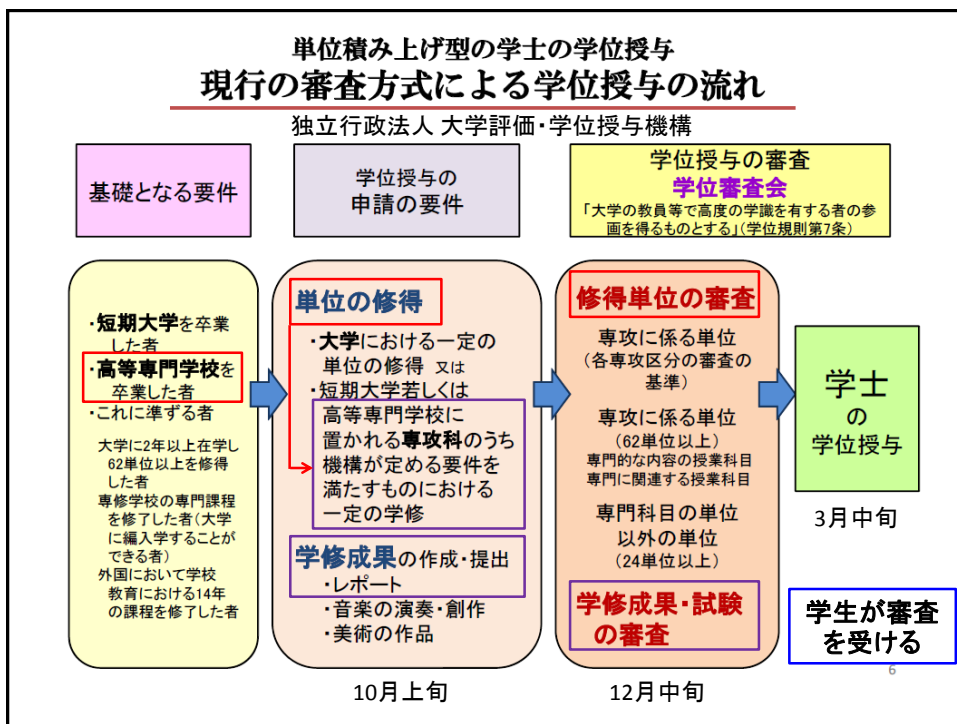 単位積み上げ型の学士の学位授与
現行の審査方式による学位授与の流れ
独立行政法人 大学評価・学位授与機構
基礎となる要件
学位授与の
申請の要件
学位授与の審査
学位審査会
「大学の教員等で高度の学識を有する者の参
画を得るものとする」(学位規則第7条)
・短期大学を卒業
した者
・高等専門学校を
卒業した者
・これに準ずる者
大学に2年以上在学し
62単位以上を修得
した者
専修学校の専門課程
を修了した者(大学
に編入学することが
できる者)
外国において学校
教育における14年
の課程を修了した者
単位の修得
・大学における一定の
単位の修得 又は
・短期大学若しくは
高等専門学校に
置かれる専攻科のうち
機構が定める要件を
満たすものにおける
一定の学修
学修成果の作成・提出
・レポート
・音楽の演奏・創作
・美術の作品
10月上旬
修得単位の審査
専攻に係る単位
(各専攻区分の審査の
基準)
専攻に係る単位
(62単位以上)
専門的な内容の授業科目
専門に関連する授業科目
専門科目の単位
以外の単位
(24単位以上)
学修成果・試験
の審査
12月中旬
学士
の
学位授与
3月中旬
学生が審査
を受ける
6